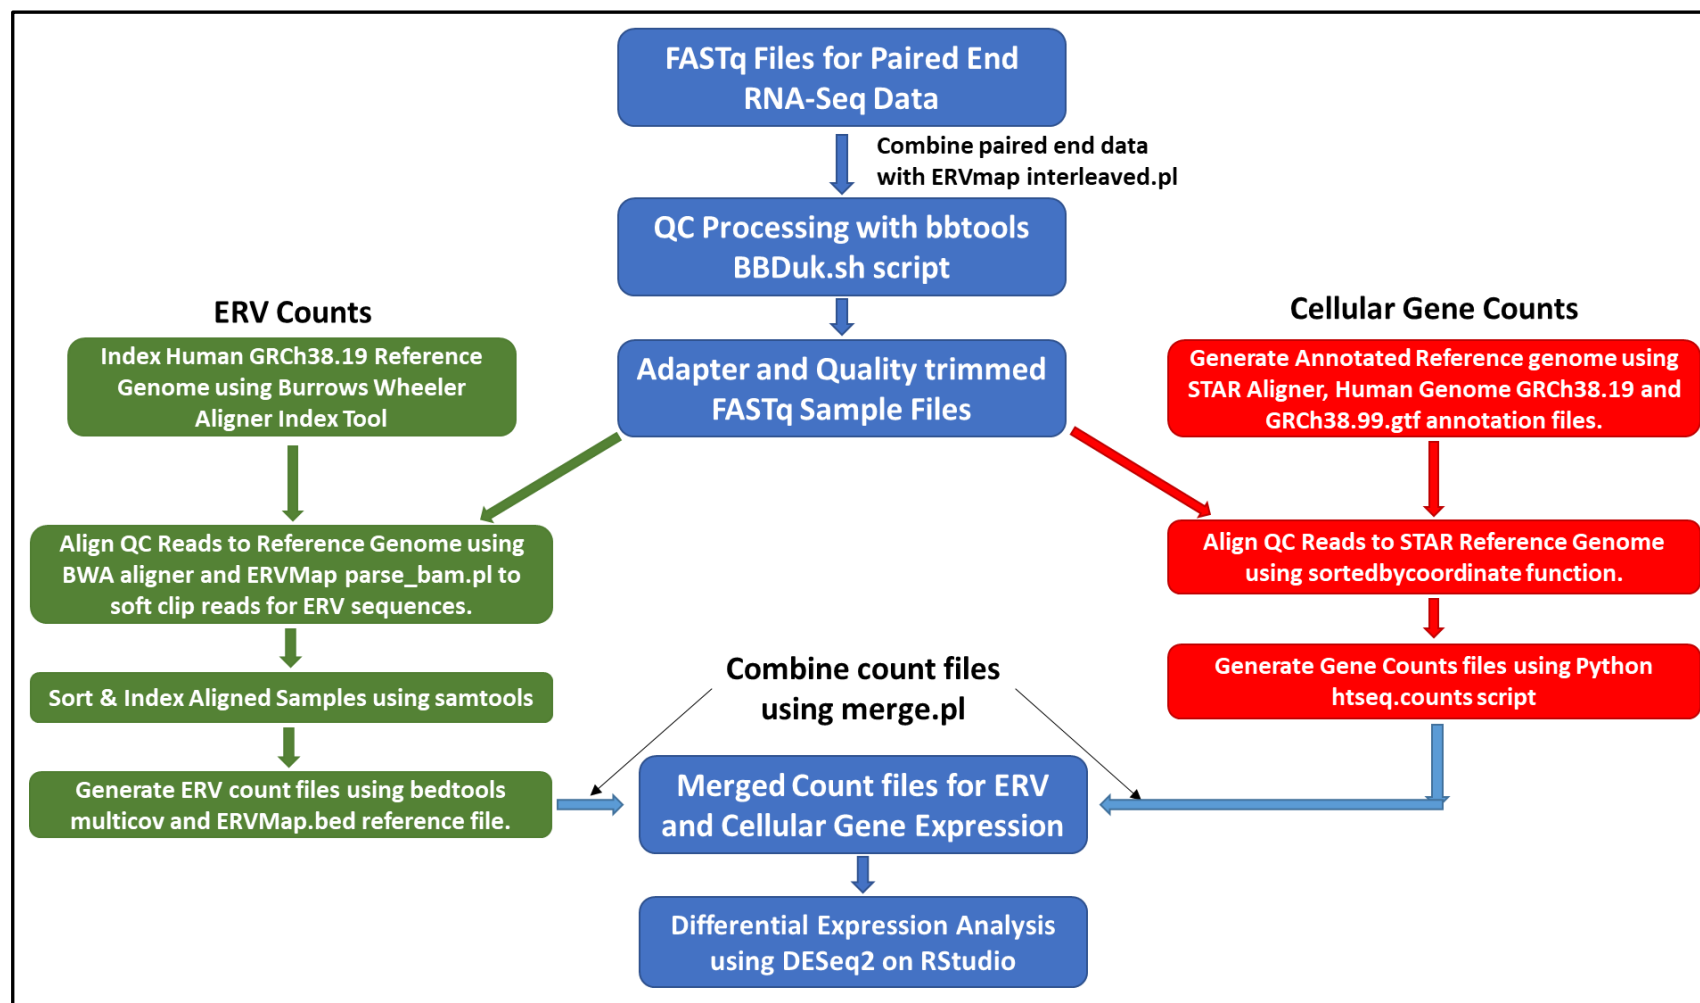 FASTq Files for Paired End
RNA-Seq Data
Combine paired end data
with ERVmap interleaved.pl
QC Processing with bbtools
BBDuk.sh script
ERV Counts
Cellular Gene Counts
Index Human GRCh38.19 Reference
Genome using Burrows Wheeler
Aligner Index Tool
Adapter and Quality trimmed
FASTq Sample Files
Generate Annotated Reference genome using
STAR Aligner, Human Genome GRCh38.19 and
GRCh38.99.gtf annotation files.
Align QC Reads to Reference Genome using
BWA aligner and ERVMap parse_bam.pl to
soft clip reads for ERV sequences.
Align QC Reads to STAR Reference Genome
using sortedbycoordinate function.
Sort & Index Aligned Samples using samtools
Combine count files
using merge.pl
Generate Gene Counts files using Python
htseq.counts script
Generate ERV count files using bedtools
multicov and ERVMap.bed reference file.
Merged Count files for ERV
and Cellular Gene Expression
Differential Expression Analysis
using DESeq2 on RStudio